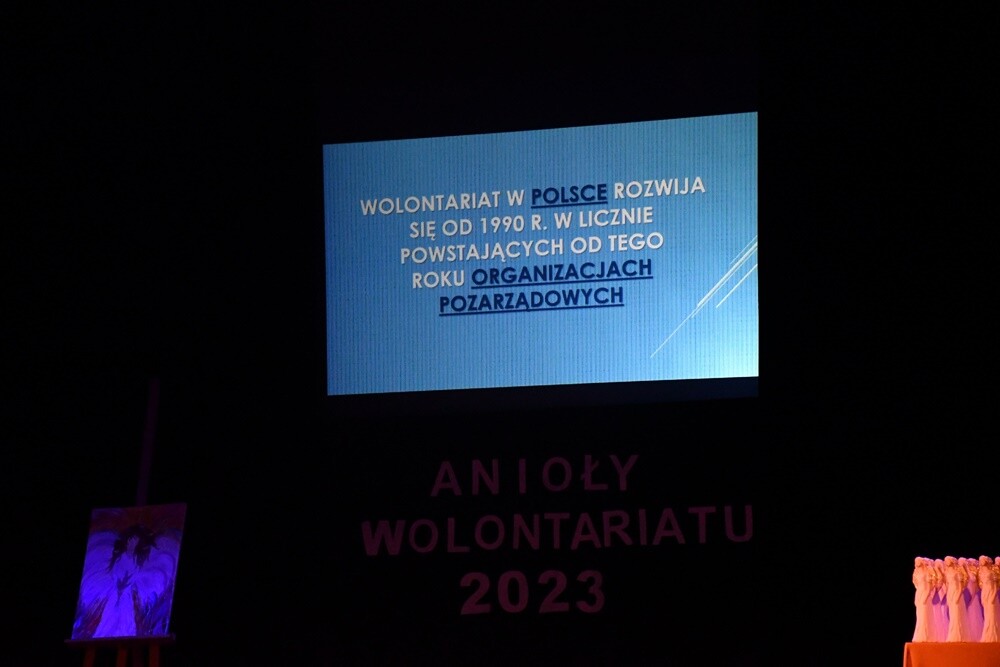 WOLONTARIAT W POLSCE ROZWIJA
SIĘ OD 1990 R. W LICZNIE
POWSTAJĄCYCH OD TEGO
ROKU ORGANIZACJACH
POZARZĄDOWYCH
ANIOŁY
WOLONTARIATU
2023